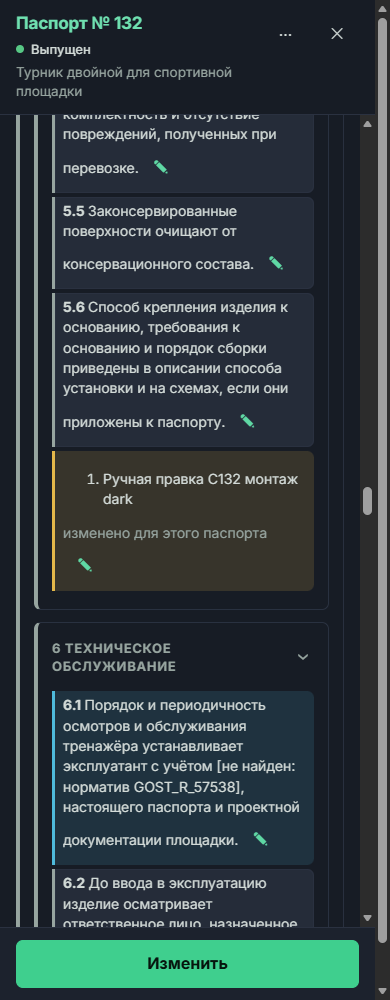 Паспорт № 132
...
Выпущен
Турник двойной для спортивной
площадки
комплектность и отсутствие
повреждений, полученных при
перевозке.
5.5 Законсервированные
поверхности очищают от
консервационного состава.
5.6 Способ крепления изделия к
основанию, требования к
основанию и порядок сборки
приведены в описании способа
установки и на схемах, если они
приложены к паспорту.
1. Ручная правка С132 монтаж
dark
изменено для этого паспорта
6 ТЕХНИЧЕСКОЕ
ОБСЛУЖИВАНИЕ
6.1 Порядок и периодичность
осмотров и обслуживания
тренажёра устанавливает
эксплуатант с учётом [не найден:
норматив GOST_R_57538],
настоящего паспорта и проектной
документации площадки.
6.2 До ввода в эксплуатацию
изделие осматривает
ответственное лицо, назначенное
Изменить